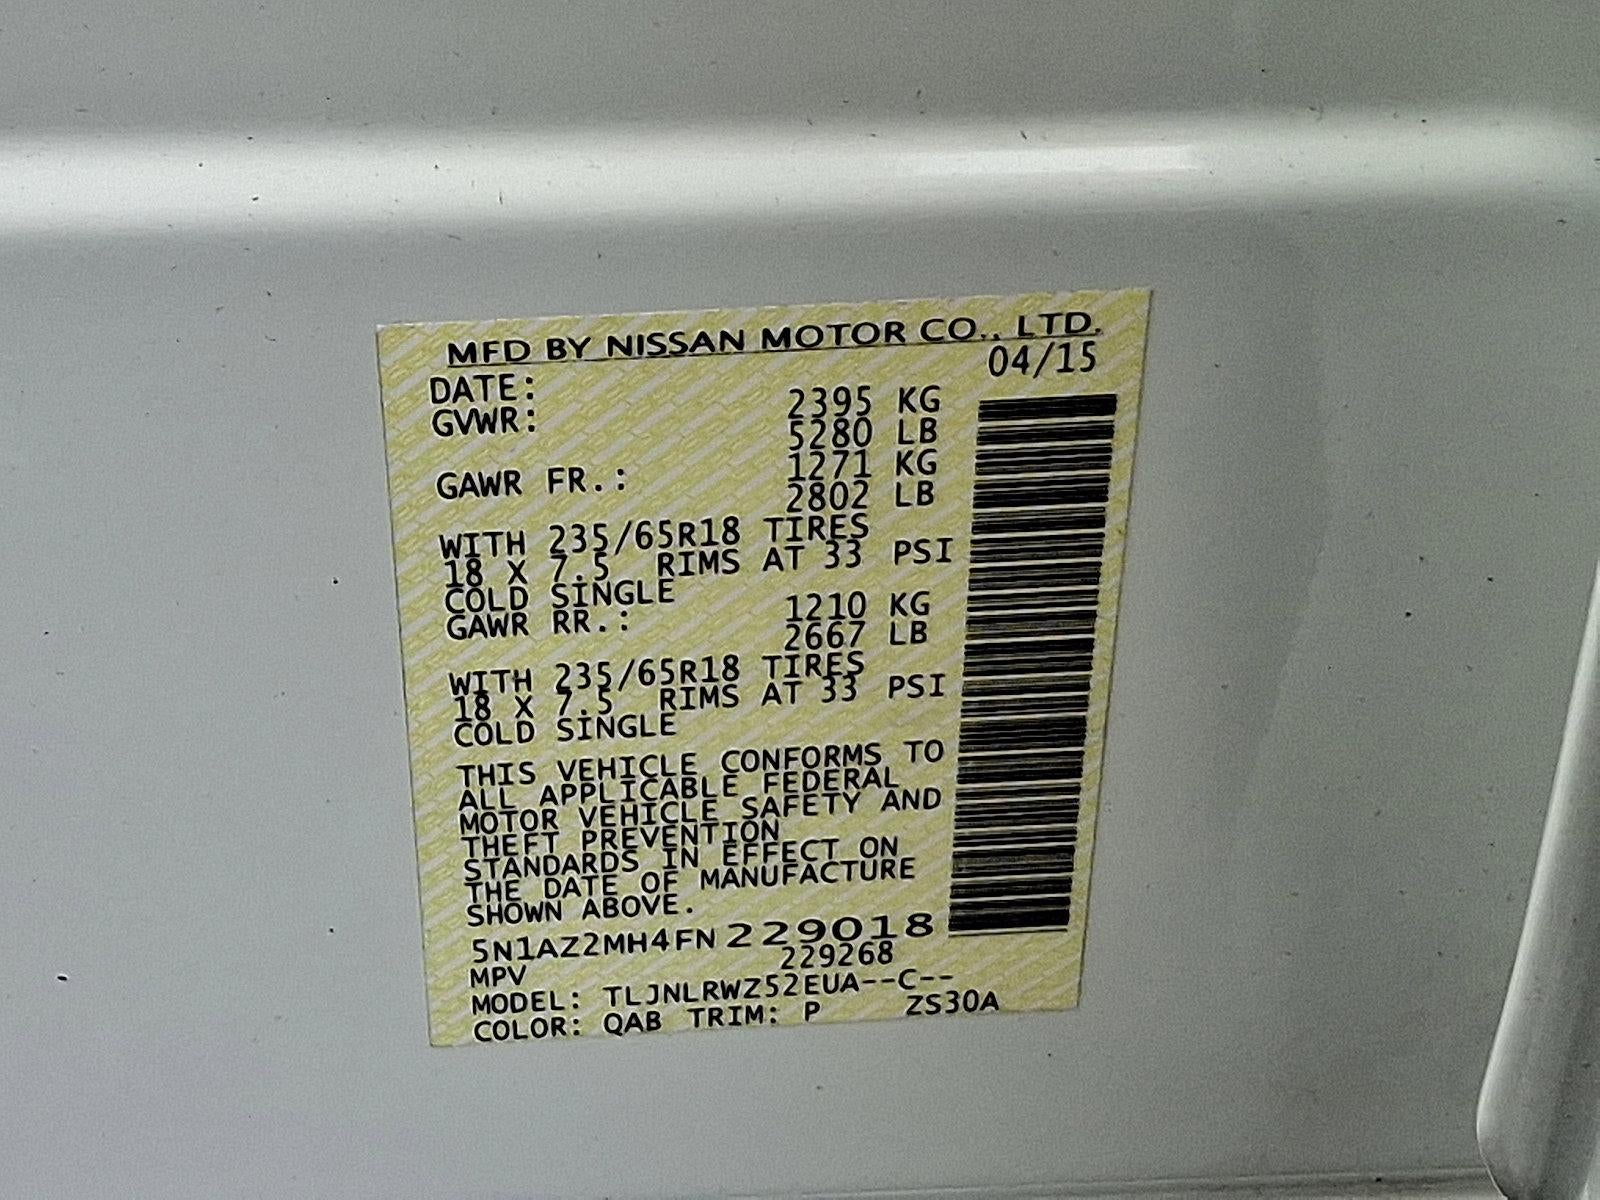 MFD BY NISSAN MOTOR CO., LTD.
DATE: 04/15
GVWR: 2395 KG
5280 LB
GAWR FR.: 1271 KG
2802 LB
WITH 235/65R18 TIRES
18 X 7.5 RIMS AT 33 PSI
COLD SINGLE
GAWR RR.: 1210 KG
2667 LB
WITH 235/65R18 TIRES
18 X 7.5 RIMS AT 33 PSI
COLD SINGLE
THIS VEHICLE CONFORMS TO
ALL APPLICABLE FEDERAL
MOTOR VEHICLE SAFETY AND
THEFT PREVENTION
STANDARDS IN EFFECT ON
THE DATE OF MANUFACTURE
SHOWN ABOVE.
5N1AZ2MH4FN229018
MPV 229268
MODEL: TLJNLRWZ52EUA--C--
COLOR: QAB TRIM: P ZS30A